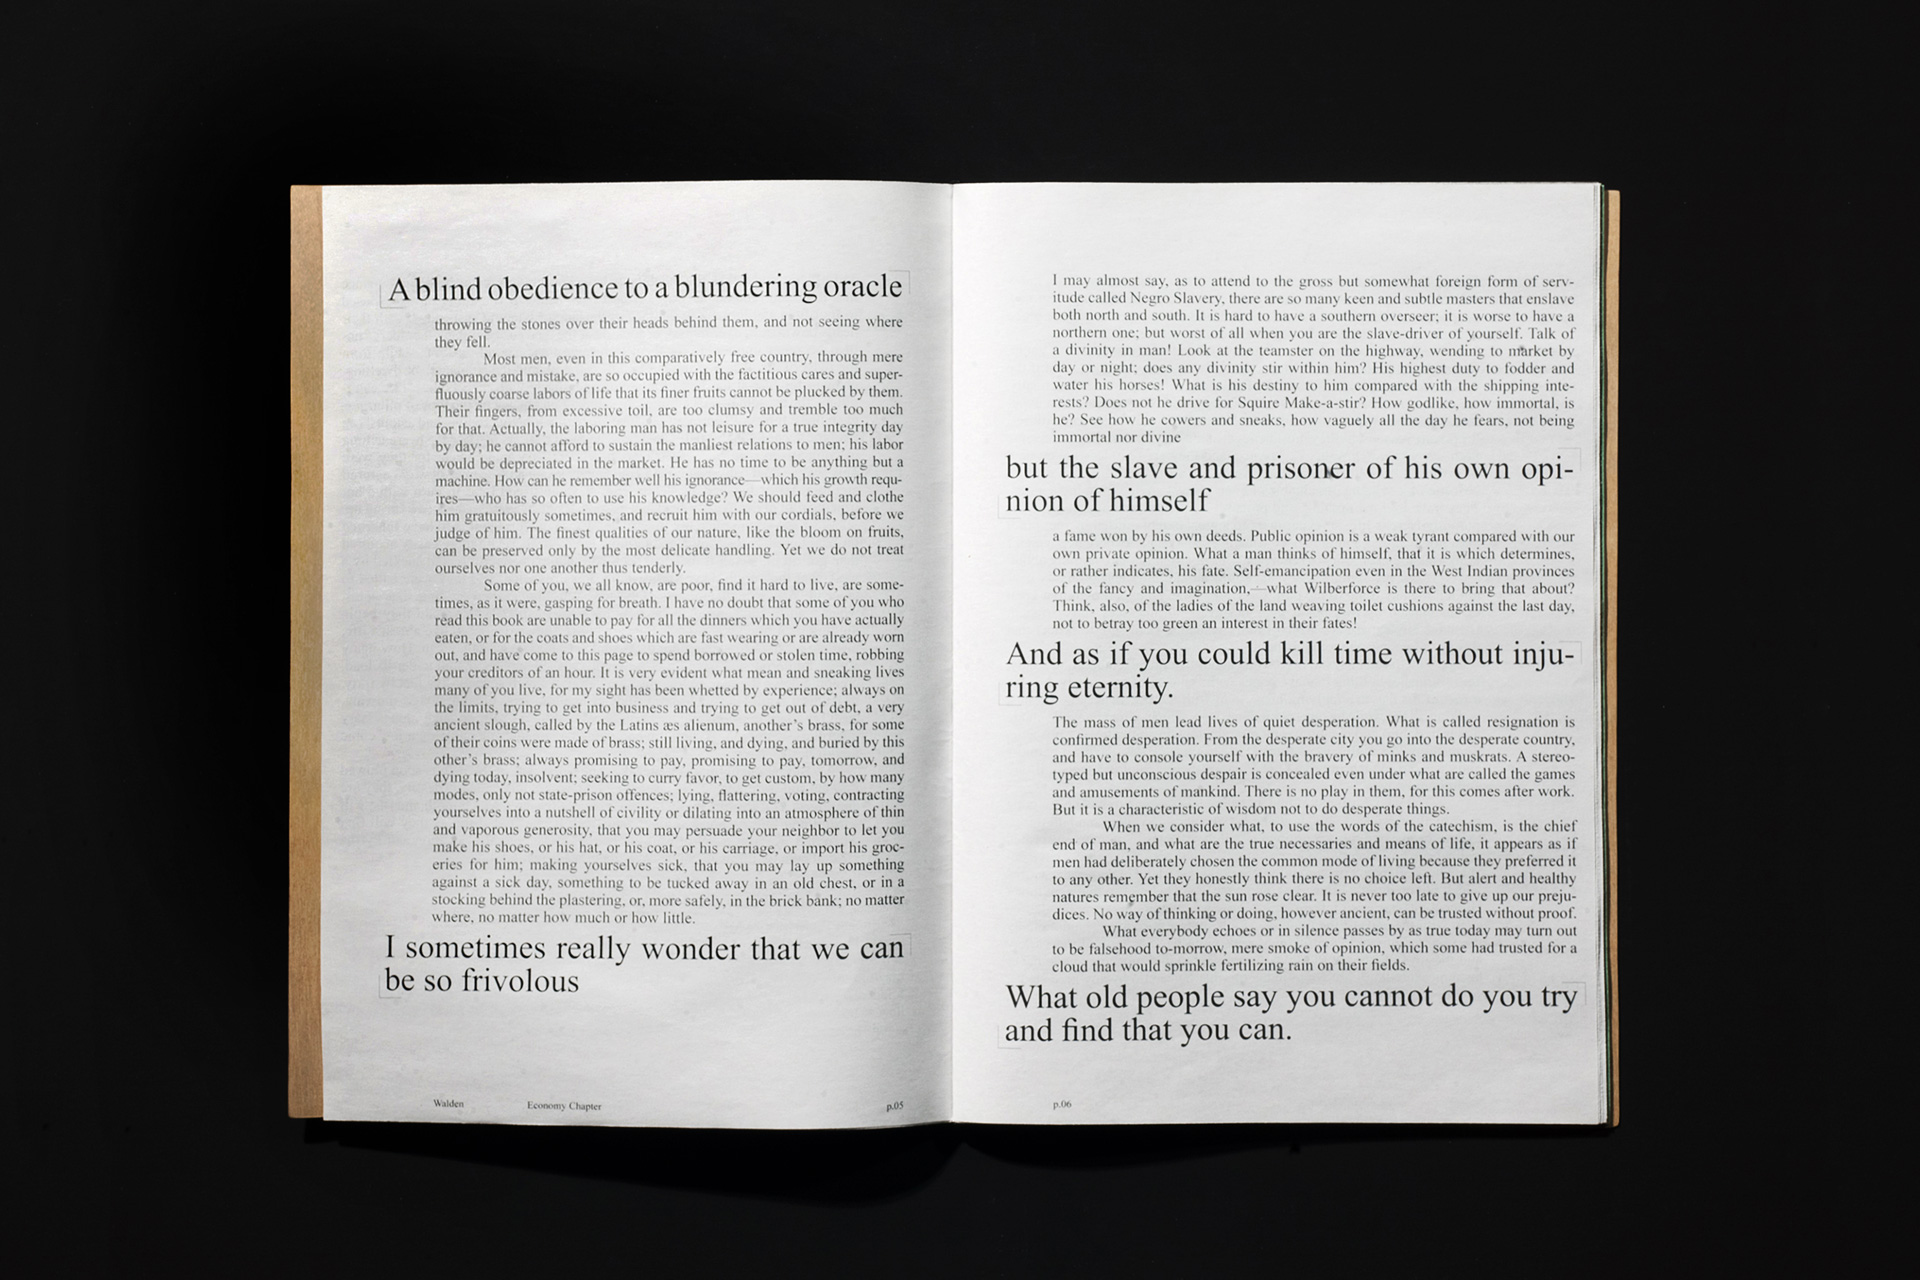 A blind obedience to a blundering oracle
throwing the stones over their heads behind them, and not seeing where
they fell.
Most men, even in this comparatively free country, through mere
ignorance and mistake, are so occupied with the factitious cares and super-
fluously coarse labors of life that its finer fruits cannot be plucked by them.
Their fingers, from excessive toil, are too clumsy and tremble too much
for that. Actually, the laboring man has not leisure for a true integrity day
by day; he cannot afford to sustain the manliest relations to men; his labor
would be depreciated in the market. He has no time to be anything but a
machine. How can he remember well his ignorance—which his growth requ-
ires—who has so often to use his knowledge? We should feed and clothe
him gratuitously sometimes, and recruit him with our cordials, before we
judge of him. The finest qualities of our nature, like the bloom on fruits,
can be preserved only by the most delicate handling. Yet we do not treat
ourselves nor one another thus tenderly.
Some of you, we all know, are poor, find it hard to live, are some-
times, as it were, gasping for breath. I have no doubt that some of you who
read this book are unable to pay for all the dinners which you have actually
eaten, or for the coats and shoes which are fast wearing or are already worn
out, and have come to this page to spend borrowed or stolen time, robbing
your creditors of an hour. It is very evident what mean and sneaking lives
many of you live, for my sight has been whetted by experience; always on
the limits, trying to get into business and trying to get out of debt, a very
ancient slough, called by the Latins æs alienum, another's brass, for some
of their coins were made of brass; still living, and dying, and buried by this
other's brass; always promising to pay, promising to pay, tomorrow, and
dying today, insolvent; seeking to curry favor, to get custom, by how many
modes, only not state-prison offences; lying, flattering, voting, contracting
yourselves into a nutshell of civility or dilating into an atmosphere of thin
and vaporous generosity, that you may persuade your neighbor to let you
make his shoes, or his hat, or his coat, or his carriage, or import his groc-
eries for him; making yourselves sick, that you may lay up something
against a sick day, something to be tucked away in an old chest, or in a
stocking behind the plastering, or, more safely, in the brick bank; no matter
where, no matter how much or how little.
I sometimes really wonder that we can
be so frivolous
Walden Economy Chapter p.05
I may almost say, as to attend to the gross but somewhat foreign form of serv-
itude called Negro Slavery, there are so many keen and subtle masters that enslave
both north and south. It is hard to have a southern overseer; it is worse to have a
northern one; but worst of all when you are the slave-driver of yourself. Talk of
a divinity in man! Look at the teamster on the highway, wending to market by
day or night; does any divinity stir within him? His highest duty to fodder and
water his horses! What is his destiny to him compared with the shipping inte-
rests? Does not he drive for Squire Make-a-stir? How godlike, how immortal, is
he? See how he cowers and sneaks, how vaguely all the day he fears, not being
immortal nor divine
but the slave and prisoner of his own opi-
nion of himself
a fame won by his own deeds. Public opinion is a weak tyrant compared with our
own private opinion. What a man thinks of himself, that it is which determines,
or rather indicates, his fate. Self-emancipation even in the West Indian provinces
of the fancy and imagination,—what Wilberforce is there to bring that about?
Think, also, of the ladies of the land weaving toilet cushions against the last day,
not to betray too green an interest in their fates!
And as if you could kill time without inju-
ring eternity.
The mass of men lead lives of quiet desperation. What is called resignation is
confirmed desperation. From the desperate city you go into the desperate country,
and have to console yourself with the bravery of minks and muskrats. A stereo-
typed but unconscious despair is concealed even under what are called the games
and amusements of mankind. There is no play in them, for this comes after work.
But it is a characteristic of wisdom not to do desperate things.
When we consider what, to use the words of the catechism, is the chief
end of man, and what are the true necessaries and means of life, it appears as if
men had deliberately chosen the common mode of living because they preferred it
to any other. Yet they honestly think there is no choice left. But alert and healthy
natures remember that the sun rose clear. It is never too late to give up our preju-
dices. No way of thinking or doing, however ancient, can be trusted without proof.
What everybody echoes or in silence passes by as true today may turn out
to be falsehood to-morrow, mere smoke of opinion, which some had trusted for a
cloud that would sprinkle fertilizing rain on their fields.
What old people say you cannot do you try
and find that you can.
p.06